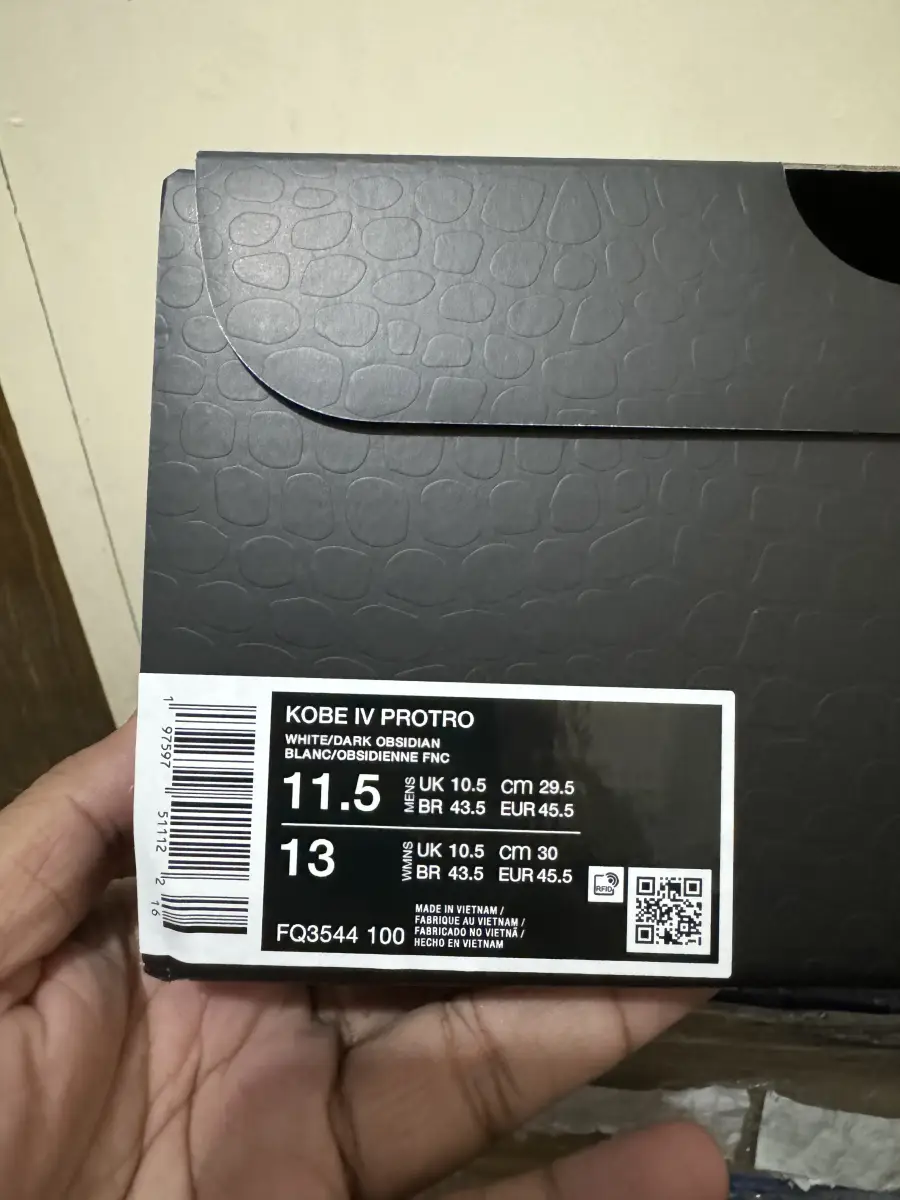 KOBE IV PROTRO
WHITE/DARK OBSIDIAN
BLANC/OBSIDIENNE FNC
11.5 MENS UK 10.5 CM 29.5
BR 43.5 EUR 45.5
13 WMNS UK 10.5 CM 30
BR 43.5 EUR 45.5
RFID
FQ3544 100
MADE IN VIETNAM /
FABRIQUE AU VIETNAM /
FABRICADO NO VIETNÃ /
HECHO EN VIETNAM
1 97597 51112 2 16